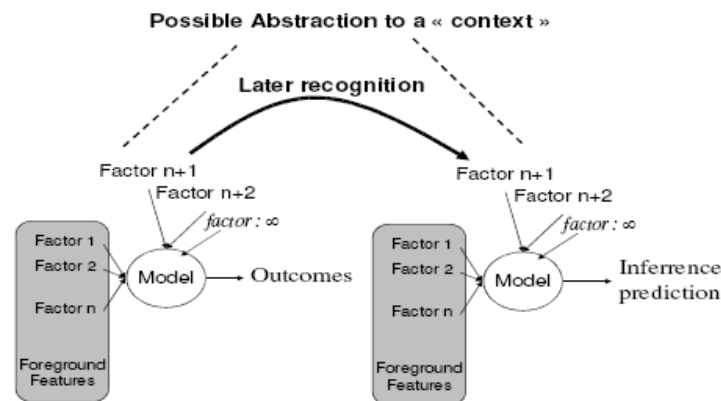 Possible Abstraction to a « context »
Later recognition
Factor n+1
Factor n+2
factor : ∞
Factor 1
Factor 2
Factor n
Foreground
Features
Model
Outcomes
Factor n+1
Factor n+2
factor : ∞
Factor 1
Factor 2
Factor n
Foreground
Features
Model
Inferrence
prediction